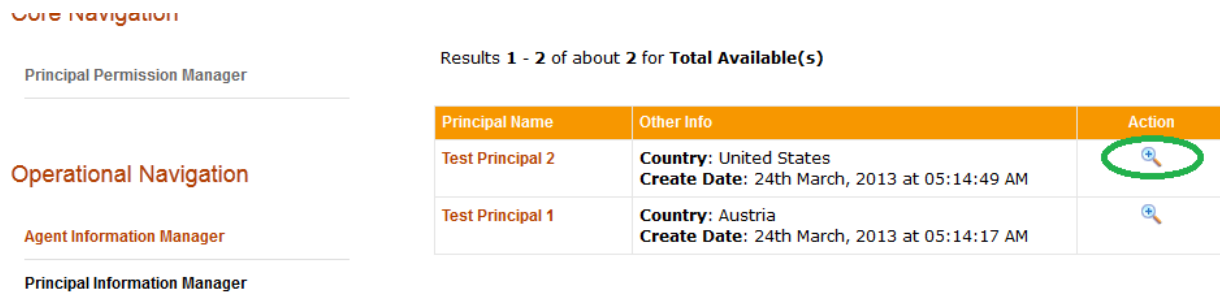 Core Navigation
Principal Permission Manager
Operational Navigation
Agent Information Manager
Principal Information Manager
Results 1 - 2 of about 2 for Total Available(s)
Principal Name Other Info Action
Test Principal 2 Country: United States
Create Date: 24th March, 2013 at 05:14:49 AM
Test Principal 1 Country: Austria
Create Date: 24th March, 2013 at 05:14:17 AM